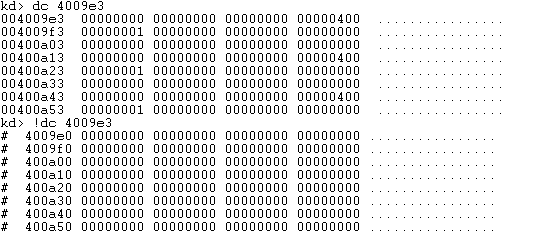 kd> dc 4009e3
004009e3  00000000 00000000 00000000 00000400  ................
004009f3  00000001 00000000 00000000 00000000  ................
00400a03  00000000 00000000 00000000 00000000  ................
00400a13  00000000 00000000 00000000 00000400  ................
00400a23  00000001 00000000 00000000 00000000  ................
00400a33  00000000 00000000 00000000 00000000  ................
00400a43  00000000 00000000 00000000 00000400  ................
00400a53  00000001 00000000 00000000 00000000  ................
kd> !dc 4009e3
#  4009e0 00000000 00000000 00000000 00000000 ................
#  4009f0 00000000 00000000 00000000 00000000 ................
#  400a00 00000000 00000000 00000000 00000000 ................
#  400a10 00000000 00000000 00000000 00000000 ................
#  400a20 00000000 00000000 00000000 00000000 ................
#  400a30 00000000 00000000 00000000 00000000 ................
#  400a40 00000000 00000000 00000000 00000000 ................
#  400a50 00000000 00000000 00000000 00000000 ................